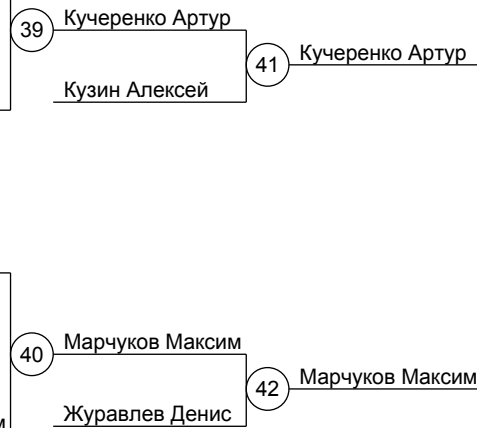 39
Кучеренко Артур
41
Кучеренко Артур
Кузин Алексей
40
Марчуков Максим
42
Марчуков Максим
Журавлев Денис